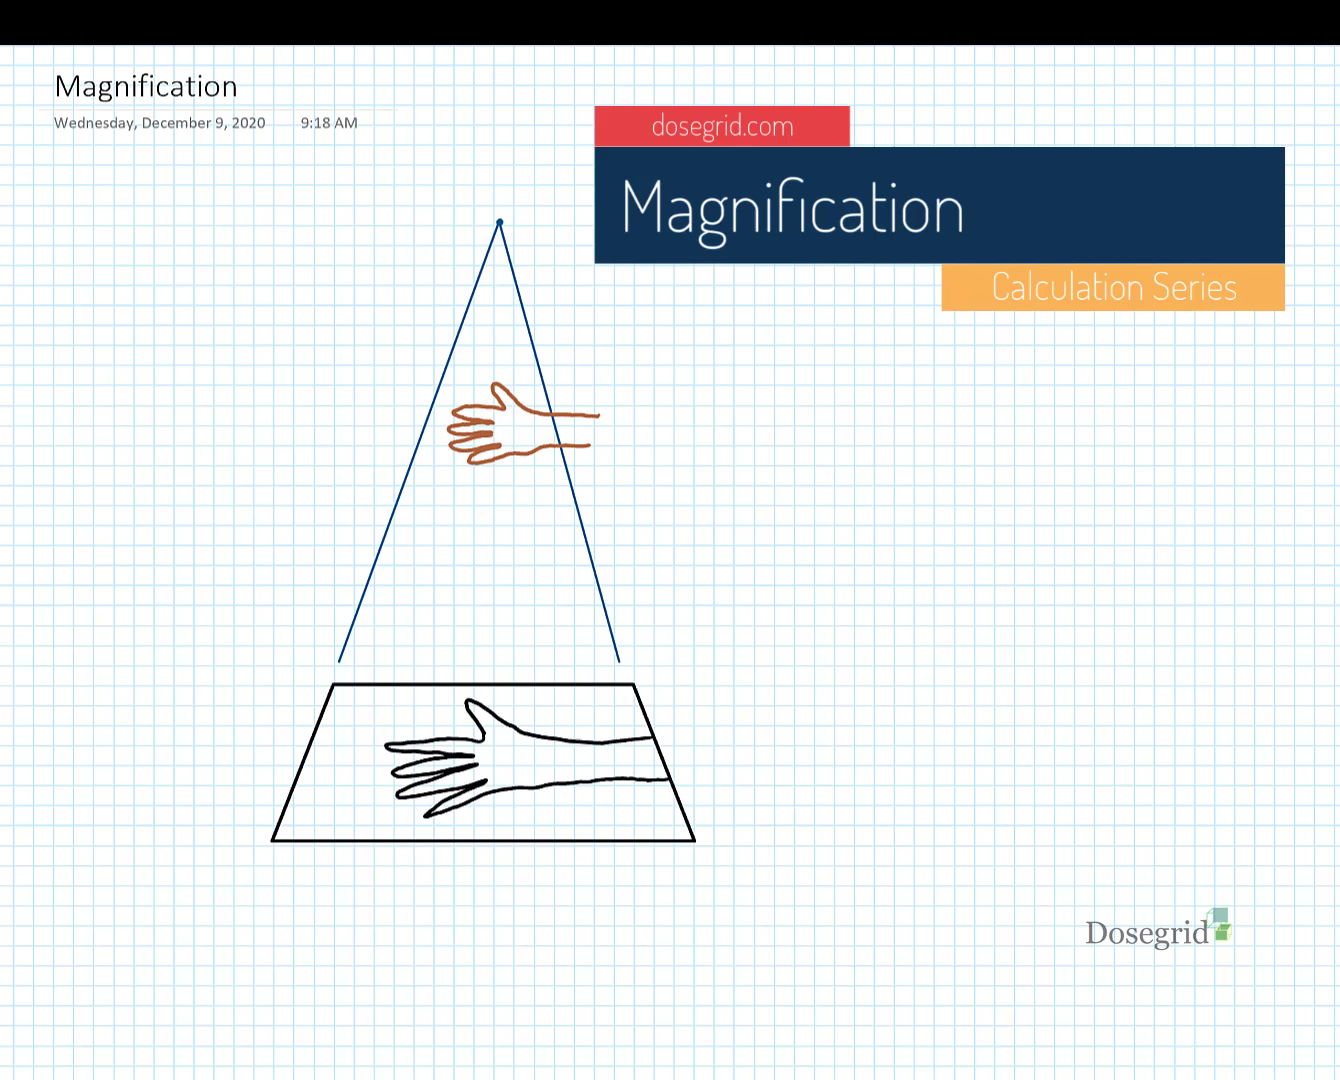 Magnification
Wednesday, December 9, 2020 9:18 AM
dosegrid.com
Magnification
Calculation Series
Dosegrid